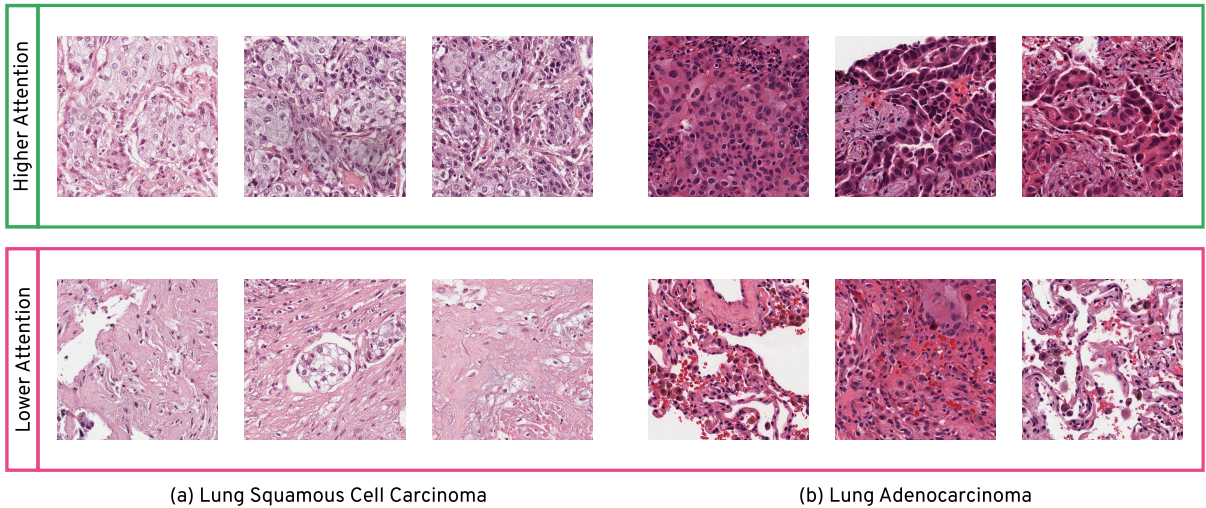 Higher Attention
Lower Attention
(a) Lung Squamous Cell Carcinoma
(b) Lung Adenocarcinoma